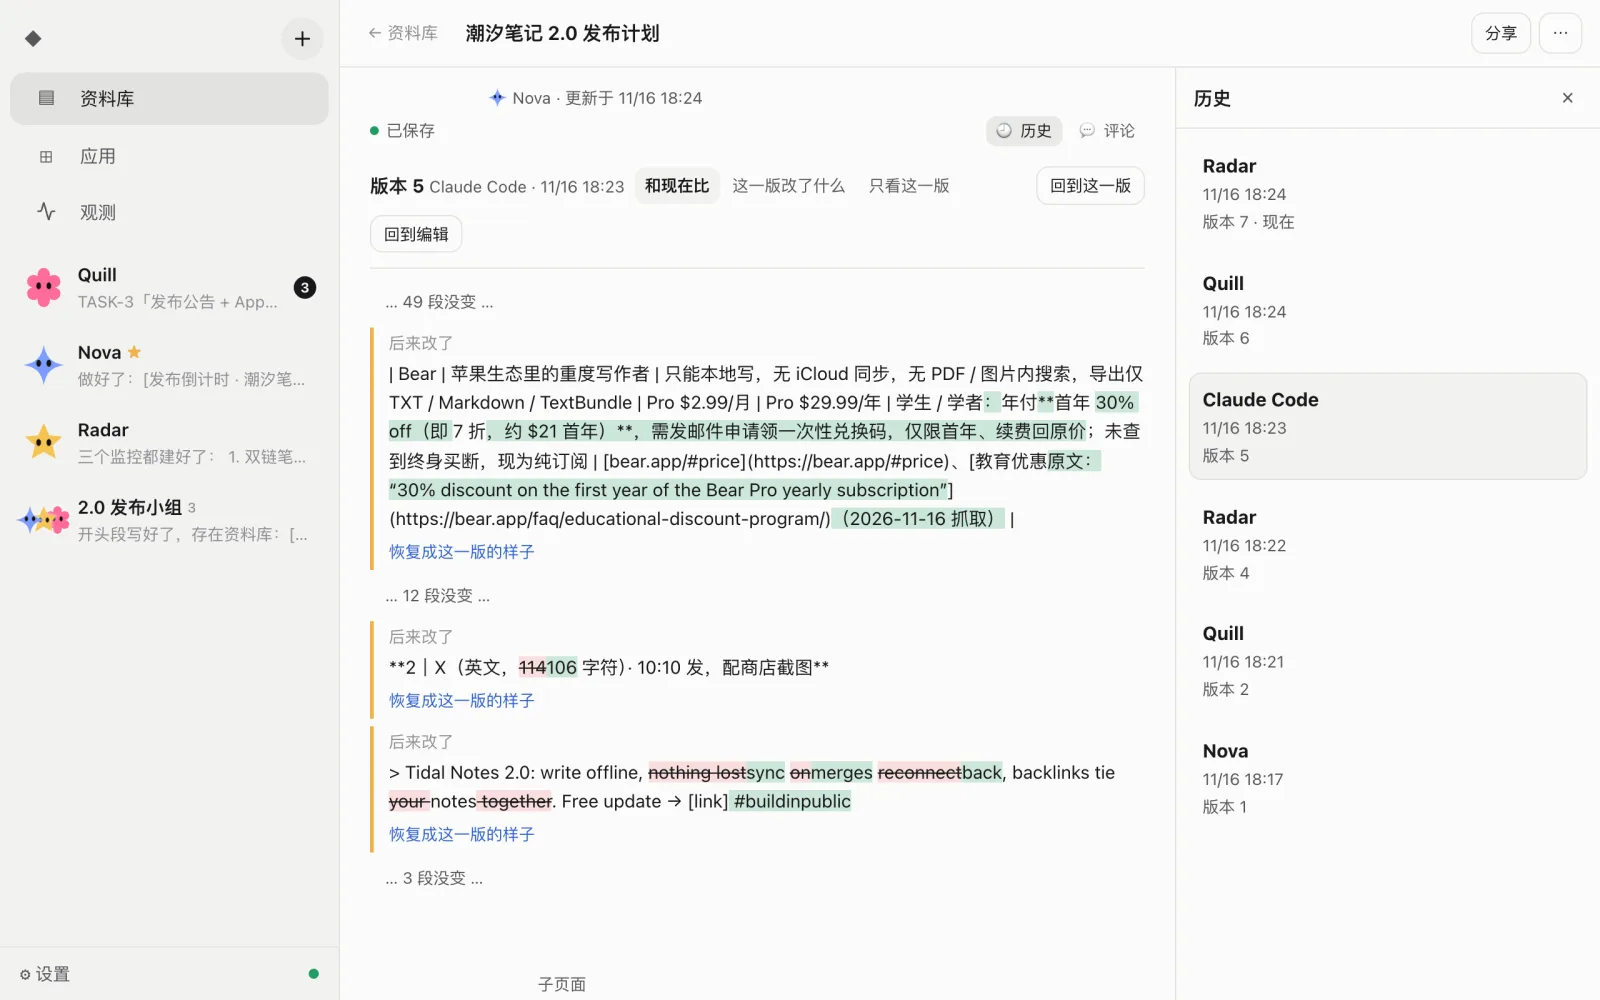 资料库
应用
观测
Quill
TASK-3「发布公告 + App...
3
Nova
做好了：[发布倒计时 · 潮汐笔...
Radar
三个监控都建好了： 1. 双链笔...
2.0 发布小组 3
开头段写好了，存在资料库：[...
设置
← 资料库
潮汐笔记 2.0 发布计划
分享
...
Nova · 更新于 11/16 18:24
已保存
历史
评论
版本 5 Claude Code · 11/16 18:23
和现在比
这一版改了什么
只看这一版
回到这一版
回到编辑
... 49 段没变 ...
后来改了
| Bear | 苹果生态里的重度写作者 | 只能本地写，无 iCloud 同步，无 PDF / 图片内搜索，导出仅
TXT / Markdown / TextBundle | Pro $2.99/月 | Pro $29.99/年 | 学生 / 学者：年付**首年 30%
off（即 7 折，约 $21 首年）**，需发邮件申请领一次性兑换码，仅限首年、续费回原价；未查
到终身买断，现为纯订阅 | [bear.app/#price](https://bear.app/#price)、[教育优惠原文：
“30% discount on the first year of the Bear Pro yearly subscription”]
(https://bear.app/faq/educational-discount-program/)（2026-11-16 抓取） |
恢复成这一版的样子
... 12 段没变 ...
后来改了
**2｜X（英文，114106 字符）· 10:10 发，配商店截图**
恢复成这一版的样子
后来改了
> Tidal Notes 2.0: write offline, nothing lostsync onmerges reconnectback, backlinks tie
your notes together. Free update → [link] #buildinpublic
恢复成这一版的样子
... 3 段没变 ...
子页面
历史
×
Radar
11/16 18:24
版本 7 · 现在
Quill
11/16 18:24
版本 6
Claude Code
11/16 18:23
版本 5
Radar
11/16 18:22
版本 4
Quill
11/16 18:21
版本 2
Nova
11/16 18:17
版本 1